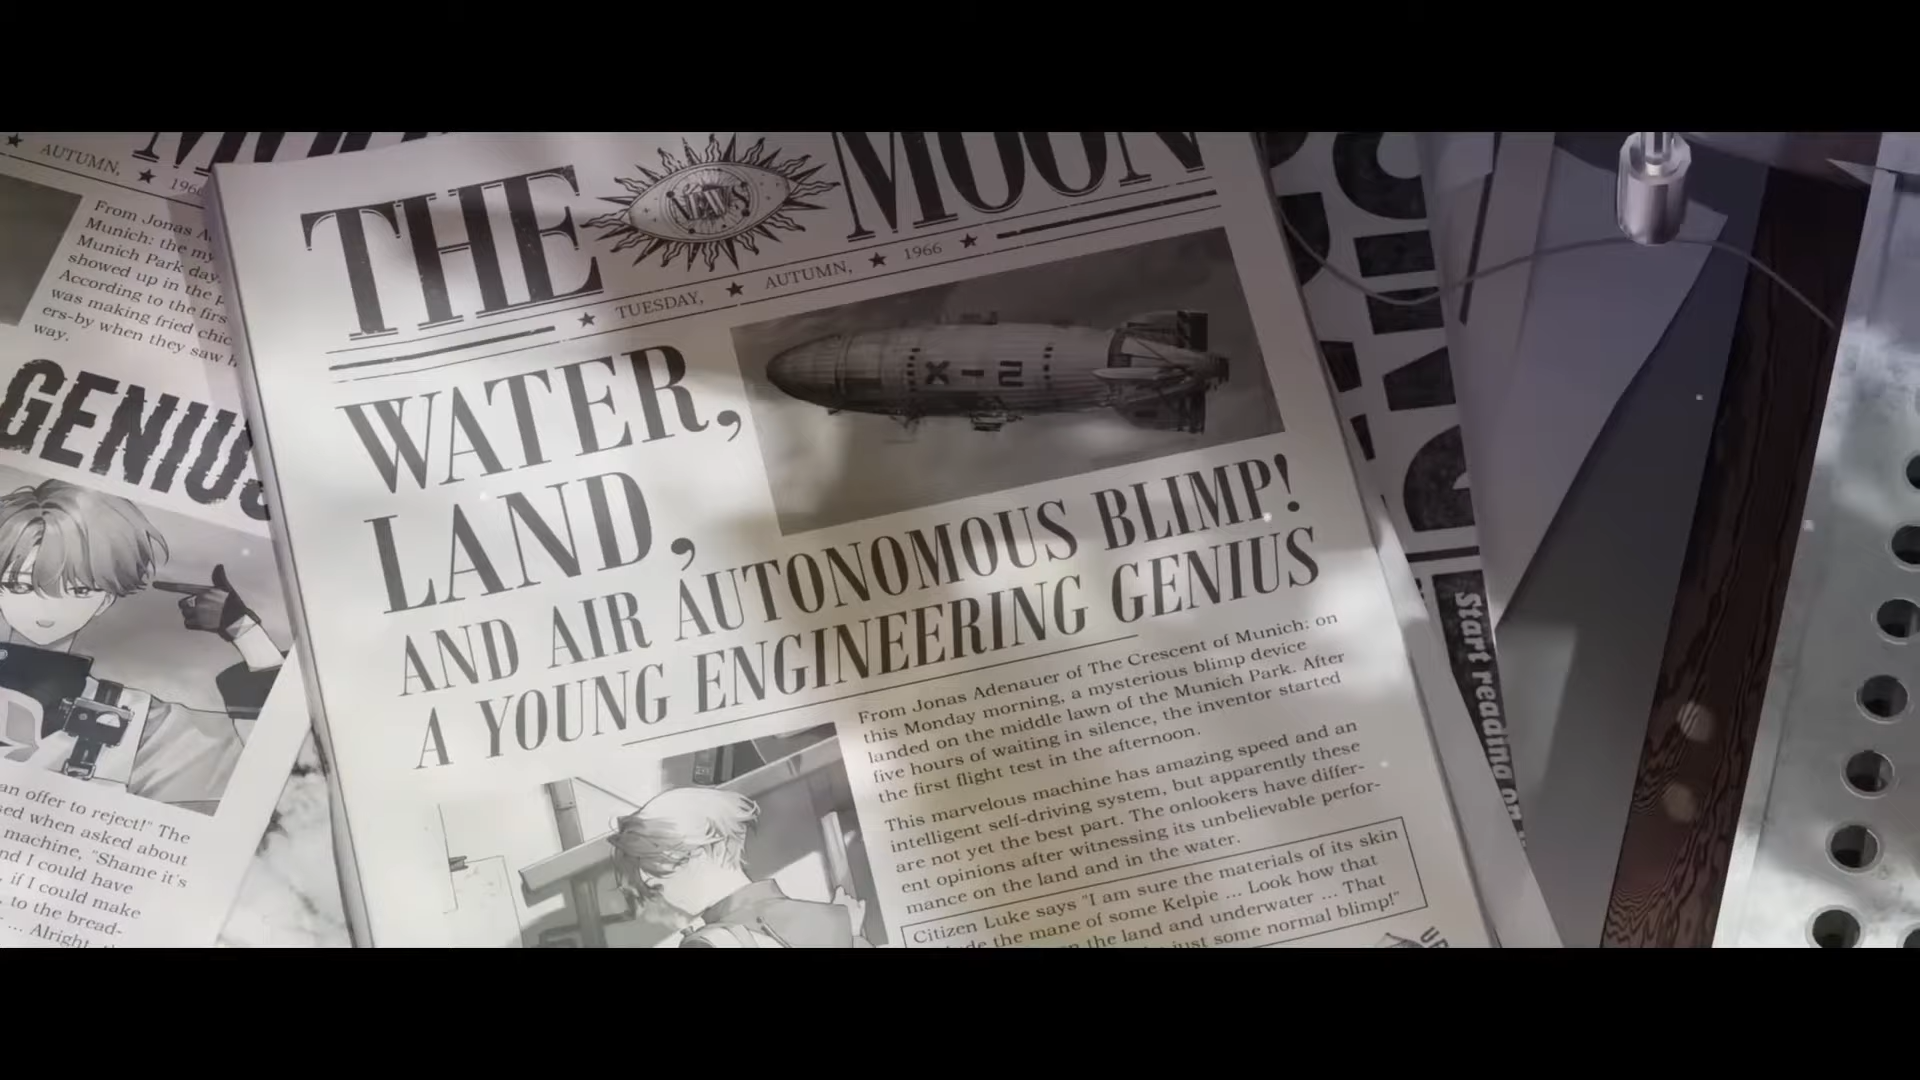 AUTUMN,
From Jonas
Munich: the
Munich Park day.
showed up in the
According to the
was making fried
ers-by when they saw
way.
GENIUS
an offer to reject!" The
when asked about
machine, "Shame it's
I could have
if I could make
to the bread-
... Alright,
THE NEWS MOON
TUESDAY, ★ AUTUMN, ★ 1966 ★
X-12
WATER,
LAND,
AND AIR AUTONOMOUS BLIMP!
A YOUNG ENGINEERING GENIUS
From Jonas Adenauer of The Crescent of Munich: on
this Monday morning, a mysterious blimp device
landed on the middle lawn of the Munich Park. After
five hours of waiting in silence, the inventor started
the first flight test in the afternoon.
This marvelous machine has amazing speed and an
intelligent self-driving system, but apparently these
are not yet the best part. The onlookers have differ-
ent opinions after witnessing its unbelievable perfor-
mance on the land and in the water.
Citizen Luke says "I am sure the materials of its skin
the mane of some Kelpie ... Look how that
the land and underwater ... That
just some normal blimp!"
Start reading on